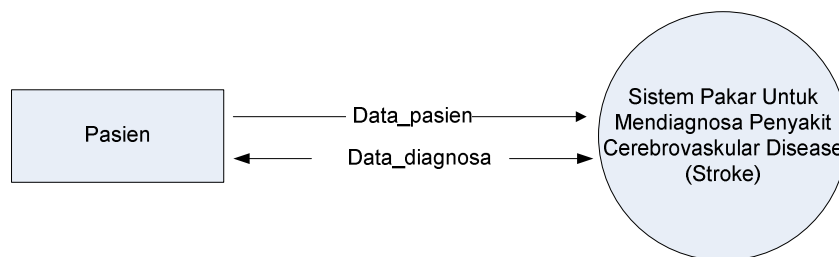 Pasien
Data_pasien
Data_diagnosa
Sistem Pakar Untuk
Mendiagnosa Penyakit
Cerebrovaskular Disease
(Stroke)